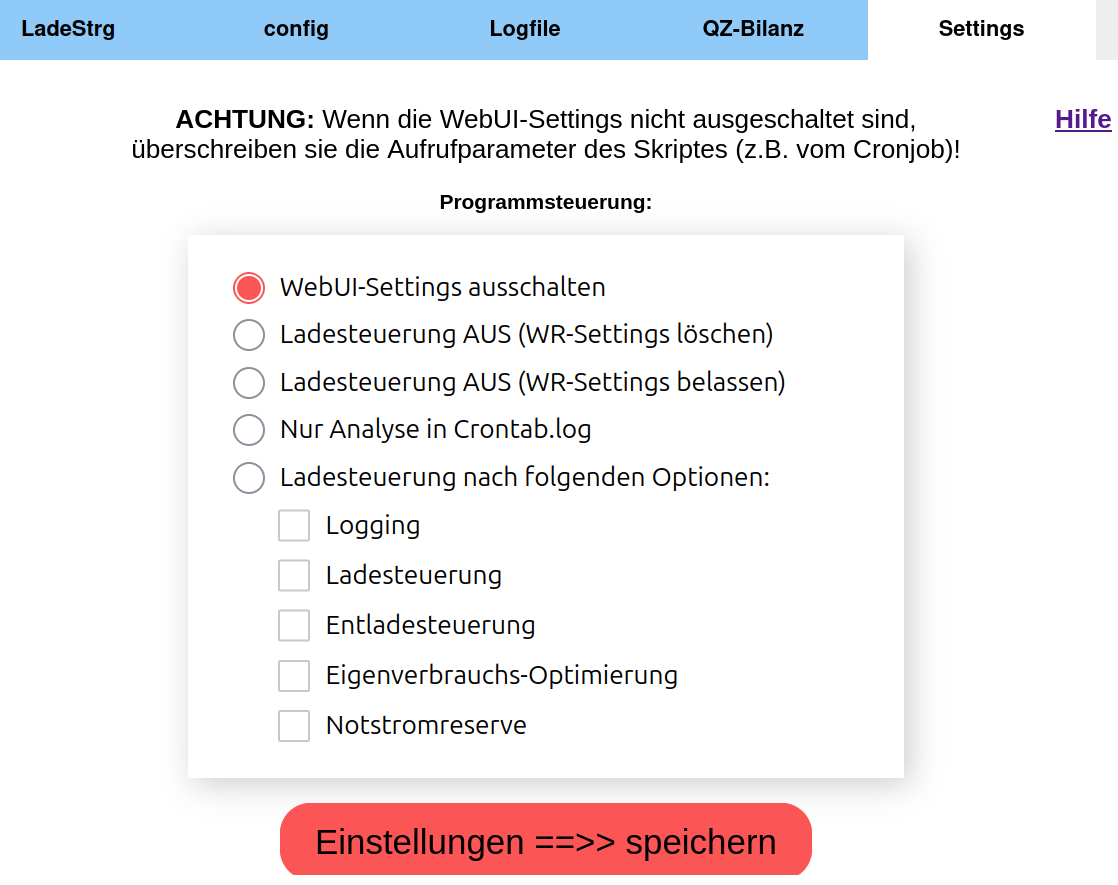 LadeStrg config Logfile QZ-Bilanz Settings
ACHTUNG: Wenn die WebUI-Settings nicht ausgeschaltet sind, Hilfe
überschreiben sie die Aufrufparameter des Skriptes (z.B. vom Cronjob)!
Programmsteuerung:
WebUI-Settings ausschalten
Ladesteuerung AUS (WR-Settings löschen)
Ladesteuerung AUS (WR-Settings belassen)
Nur Analyse in Crontab.log
Ladesteuerung nach folgenden Optionen:
Logging
Ladesteuerung
Entladesteuerung
Eigenverbrauchs-Optimierung
Notstromreserve
Einstellungen ==>> speichern